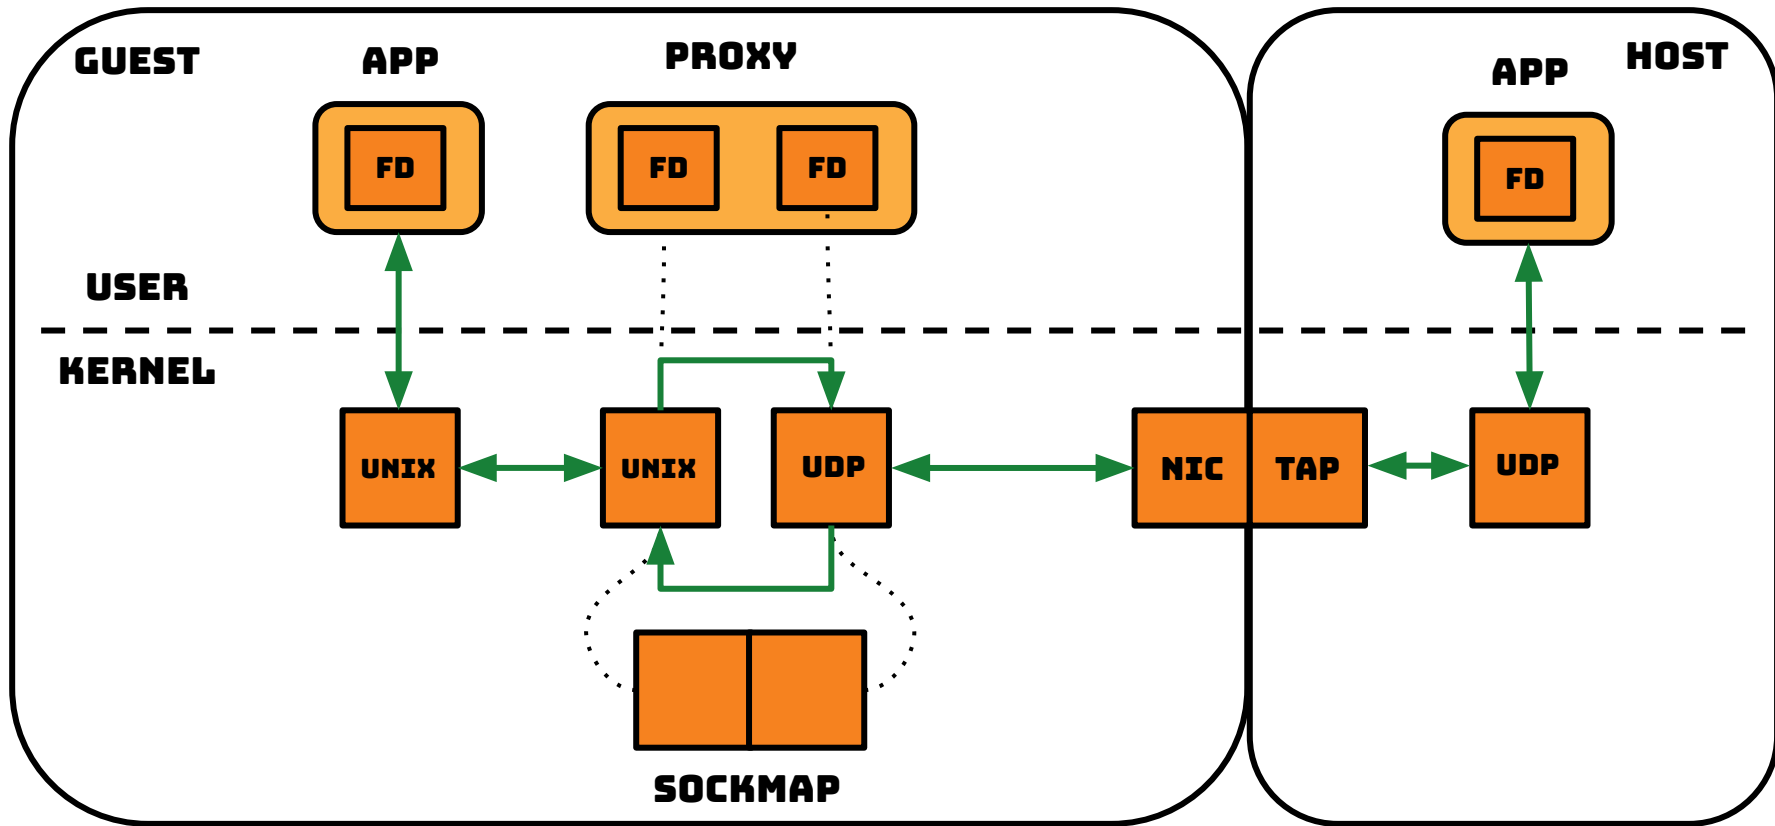 GUEST
APP
PROXY
APP
HOST
FD
FD
FD
FD
USER
KERNEL
UNIX
UNIX
UDP
NIC
TAP
UDP
SOCKMAP